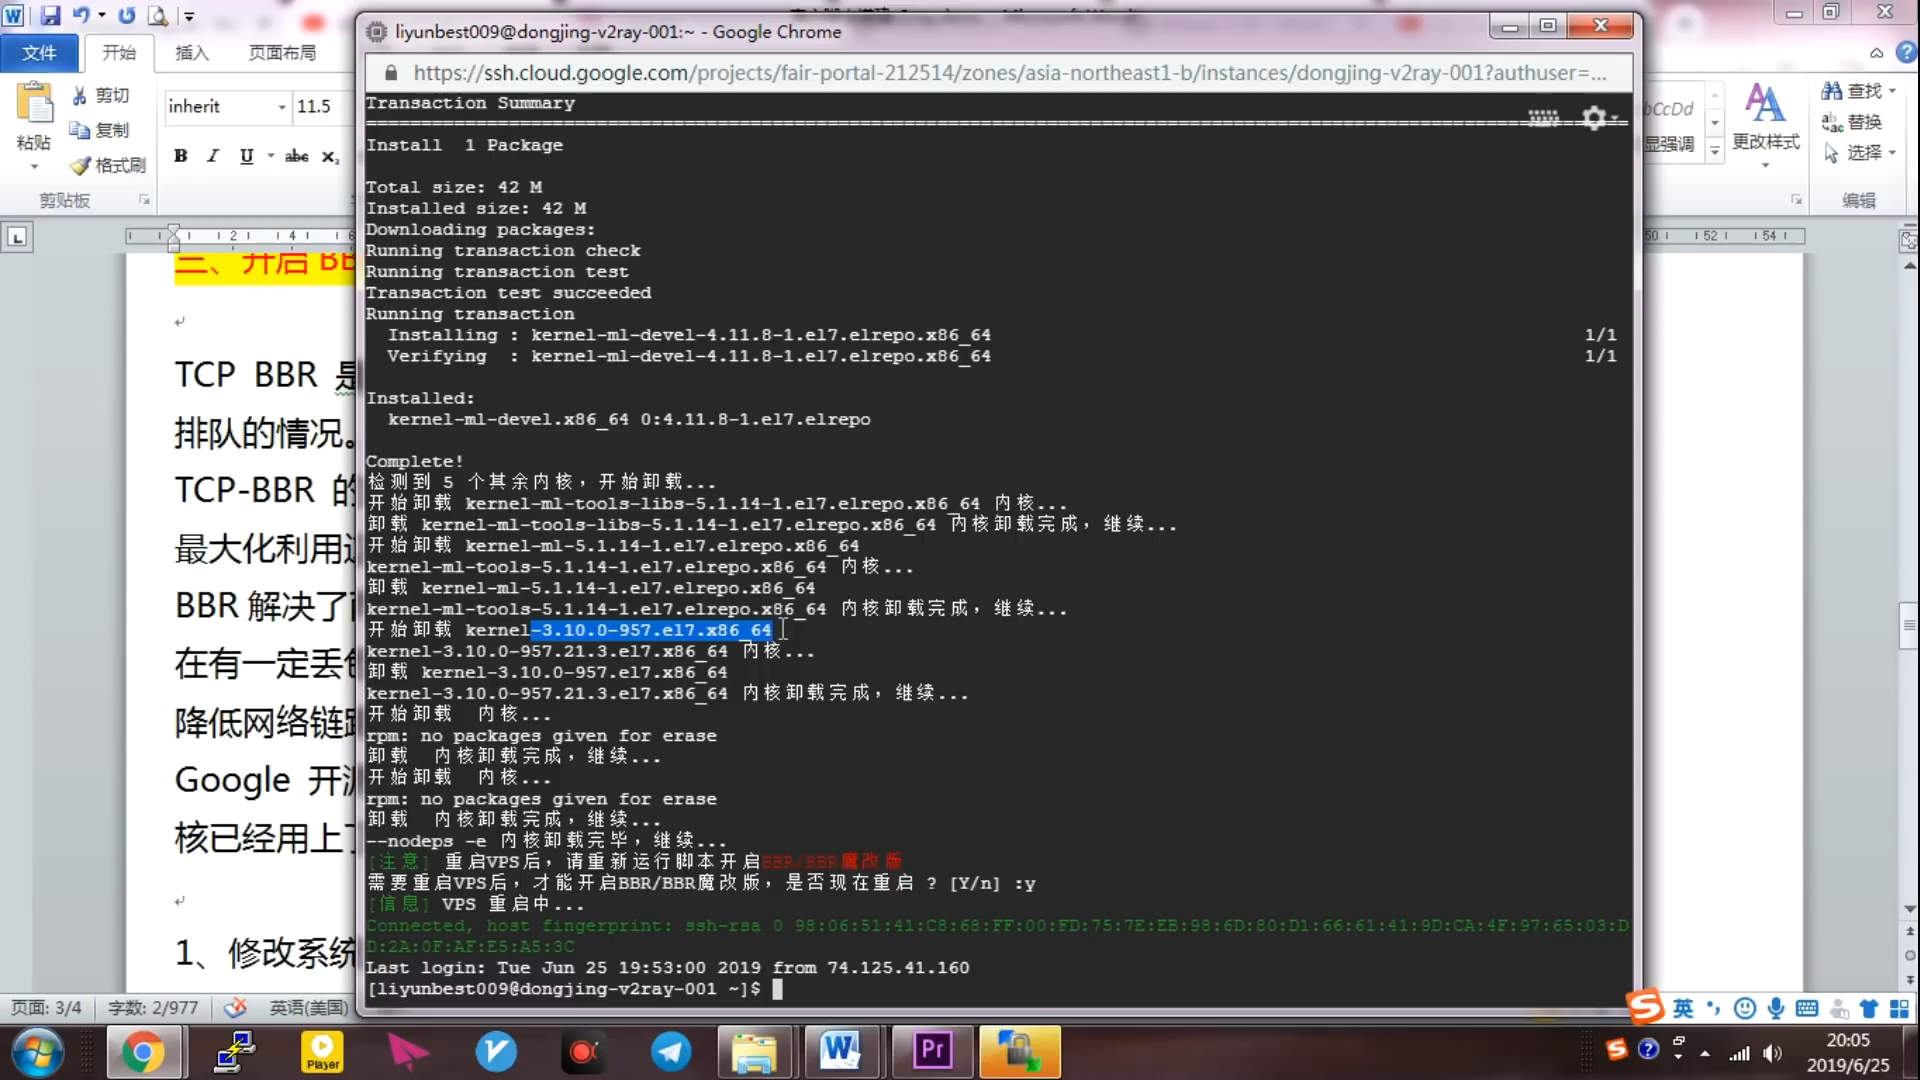 liyunbest009@dongjing-v2ray-001:~ - Google Chrome
https://ssh.cloud.google.com/projects/fair-portal-212514/zones/asia-northeast1-b/instances/dongjing-v2ray-001?authuser=...
文件 开始 插入 页面布局
粘贴
剪切
复制
格式刷
剪贴板
inherit 11.5
B I U abc x₂
bCcDd
显强调
更改样式
查找
替换
选择
编辑
2 4 6
50 52 54
三、开启 BB
TCP BBR 是
排队的情况。
TCP-BBR 的
最大化利用
BBR 解决了
在有一定丢
降低网络链
Google 开
核已经用上了
1、修改系统
Transaction Summary
Install 1 Package
Total size: 42 M
Installed size: 42 M
Downloading packages:
Running transaction check
Running transaction test
Transaction test succeeded
Running transaction
Installing : kernel-ml-devel-4.11.8-1.el7.elrepo.x86_64 1/1
Verifying : kernel-ml-devel-4.11.8-1.el7.elrepo.x86_64 1/1
Installed:
kernel-ml-devel.x86_64 0:4.11.8-1.el7.elrepo
Complete!
检测到 5 个其余内核，开始卸载...
开始卸载 kernel-ml-tools-libs-5.1.14-1.el7.elrepo.x86_64 内核...
卸载 kernel-ml-tools-libs-5.1.14-1.el7.elrepo.x86_64 内核卸载完成，继续...
开始卸载 kernel-ml-5.1.14-1.el7.elrepo.x86_64
kernel-ml-tools-5.1.14-1.el7.elrepo.x86_64 内核...
卸载 kernel-ml-5.1.14-1.el7.elrepo.x86_64
kernel-ml-tools-5.1.14-1.el7.elrepo.x86_64 内核卸载完成，继续...
开始卸载 kernel-3.10.0-957.el7.x86_64
kernel-3.10.0-957.21.3.el7.x86_64 内核...
卸载 kernel-3.10.0-957.el7.x86_64
kernel-3.10.0-957.21.3.el7.x86_64 内核卸载完成，继续...
开始卸载 内核...
rpm: no packages given for erase
卸载 内核卸载完成，继续...
开始卸载 内核...
rpm: no packages given for erase
卸载 内核卸载完成，继续...
--nodeps -e 内核卸载完毕，继续...
[注意] 重启VPS后，请重新运行脚本开启BBR/BBR魔改版
需要重启VPS后，才能开启BBR/BBR魔改版，是否现在重启 ? [Y/n] :y
[信息] VPS 重启中...
Connected, host fingerprint: ssh-rsa 0 98:06:51:41:C8:68:FF:00:FD:75:7E:EB:98:6D:80:D1:66:61:41:9D:CA:4F:97:65:03:D
D:2A:0F:AF:E5:A5:3C
Last login: Tue Jun 25 19:53:00 2019 from 74.125.41.160
[liyunbest009@dongjing-v2ray-001 ~]$
页面: 3/4 字数: 2/977 英语(美国)
英
Player
Pr
20:05
2019/6/25